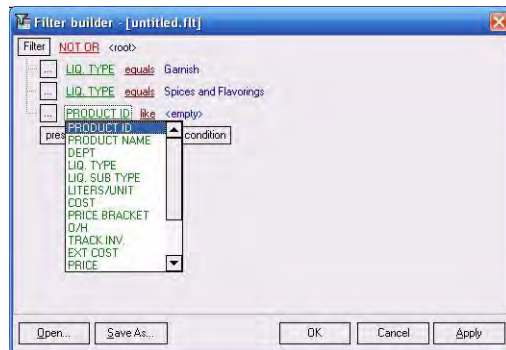 Filter builder - [untitled.flt]
Filter NOT OR <root>
... LIQ. TYPE equals Garnish
... LIQ. TYPE equals Spices and Flavorings
... PRODUCT ID like <empty>
pres condition
PRODUCT ID
PRODUCT NAME
DEPT
LIQ. TYPE
LIQ. SUB TYPE
LITERS/UNIT
COST
PRICE BRACKET
O/H
TRACK INV.
EXT COST
PRICE
Open... Save As... OK Cancel Apply